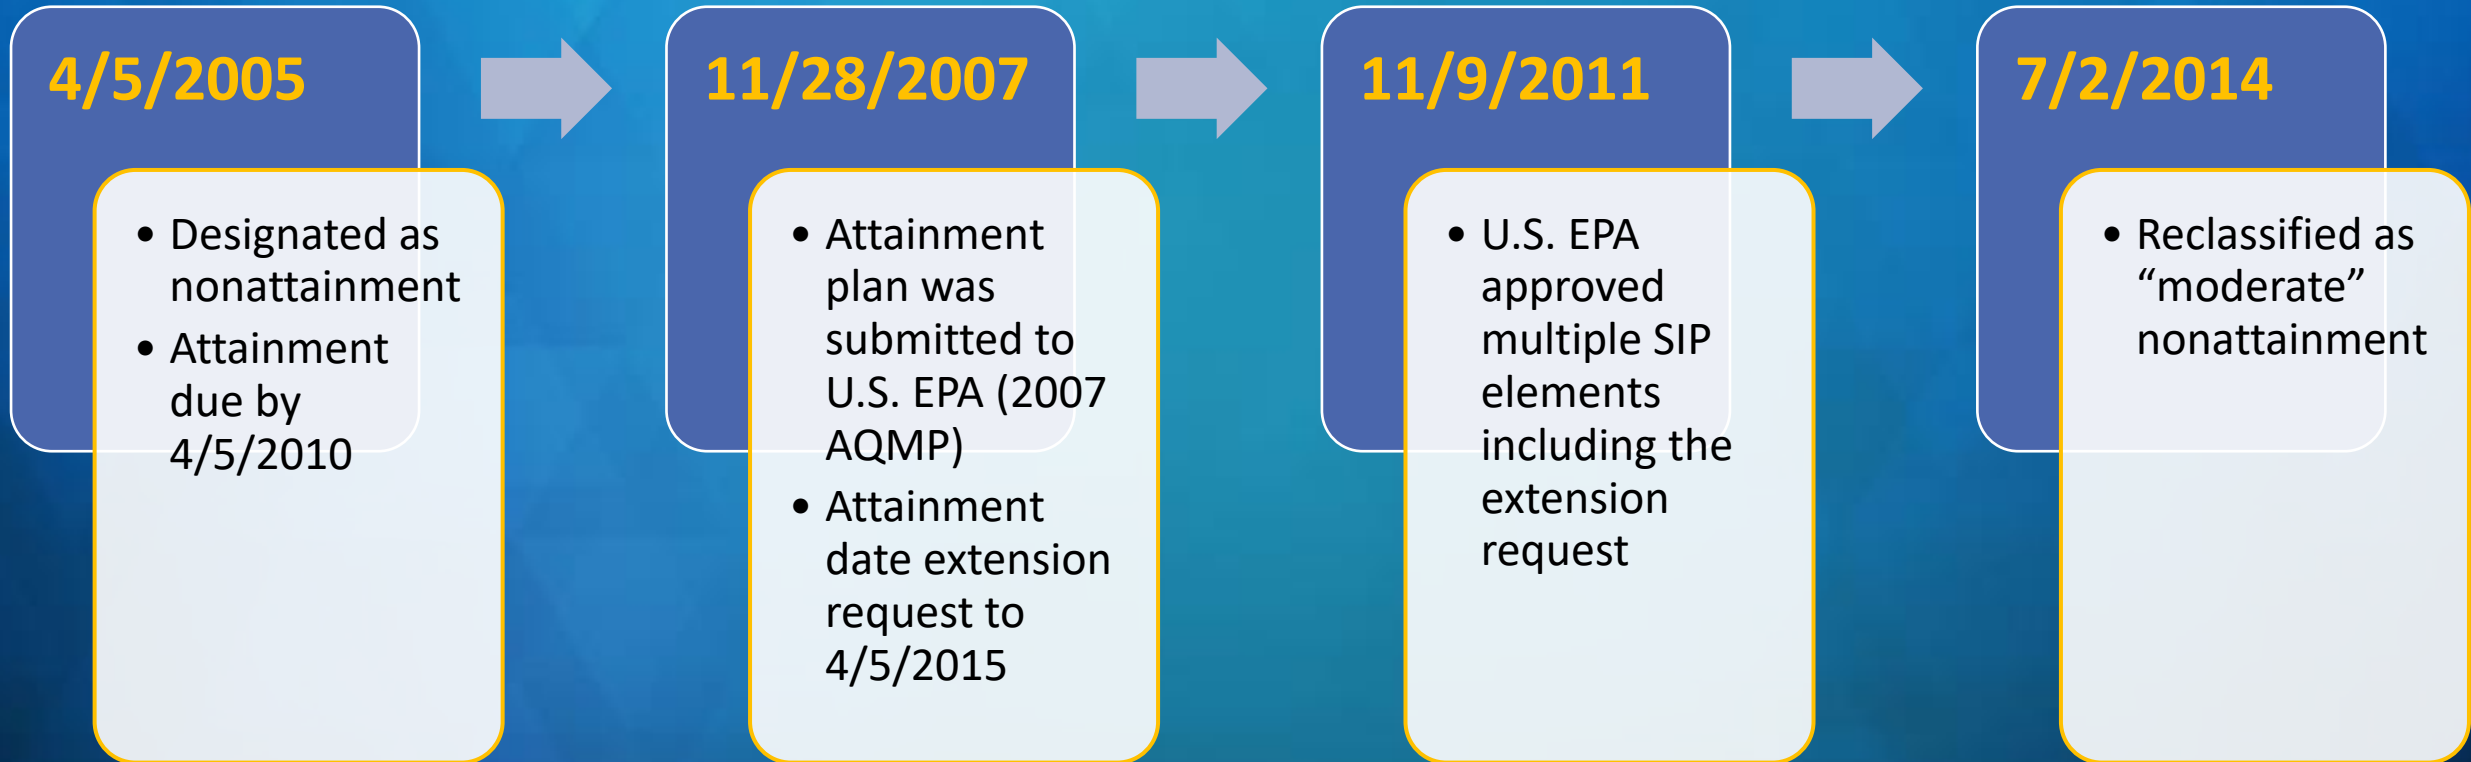 4/5/2005
• Designated as
nonattainment
• Attainment
due by
4/5/2010
11/28/2007
• Attainment
plan was
submitted to
U.S. EPA (2007
AQMP)
• Attainment
date extension
request to
4/5/2015
11/9/2011
• U.S. EPA
approved
multiple SIP
elements
including the
extension
request
7/2/2014
• Reclassified as
“moderate”
nonattainment